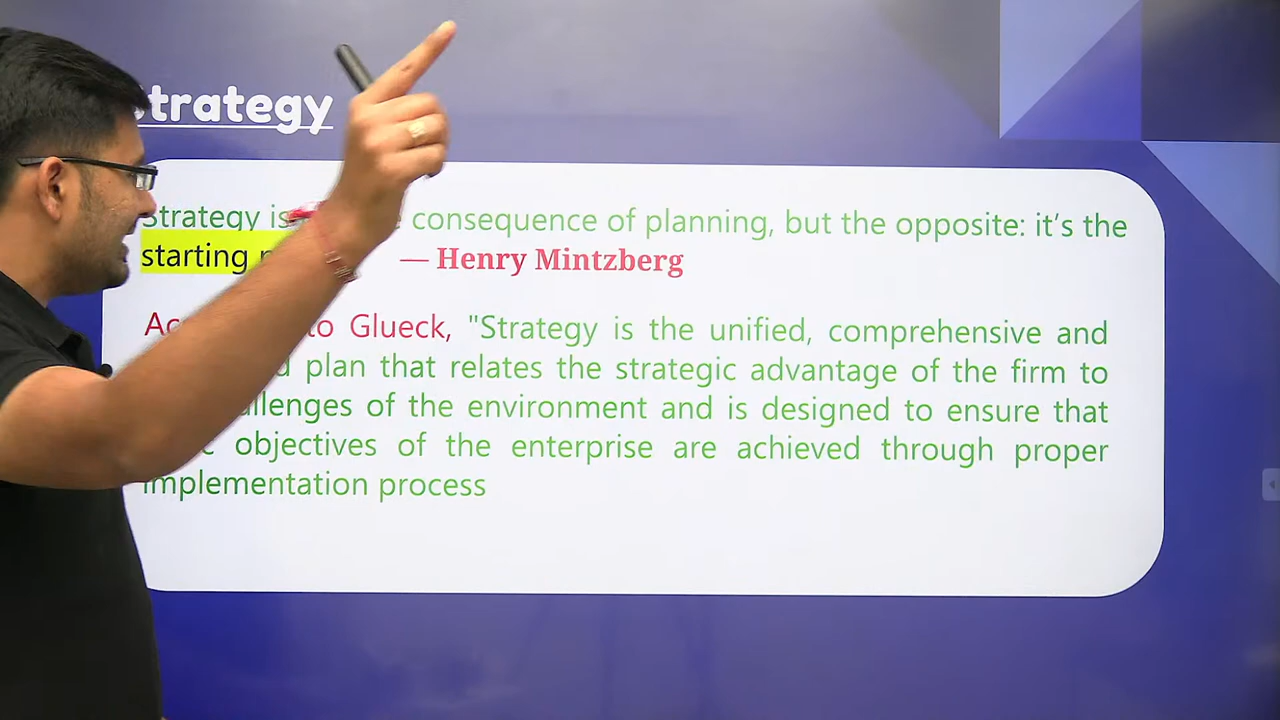 trategy
Strategy is consequence of planning, but the opposite: it's the
starting — Henry Mintzberg
to Glueck, "Strategy is the unified, comprehensive and
plan that relates the strategic advantage of the firm to
of the environment and is designed to ensure that
objectives of the enterprise are achieved through proper
implementation process